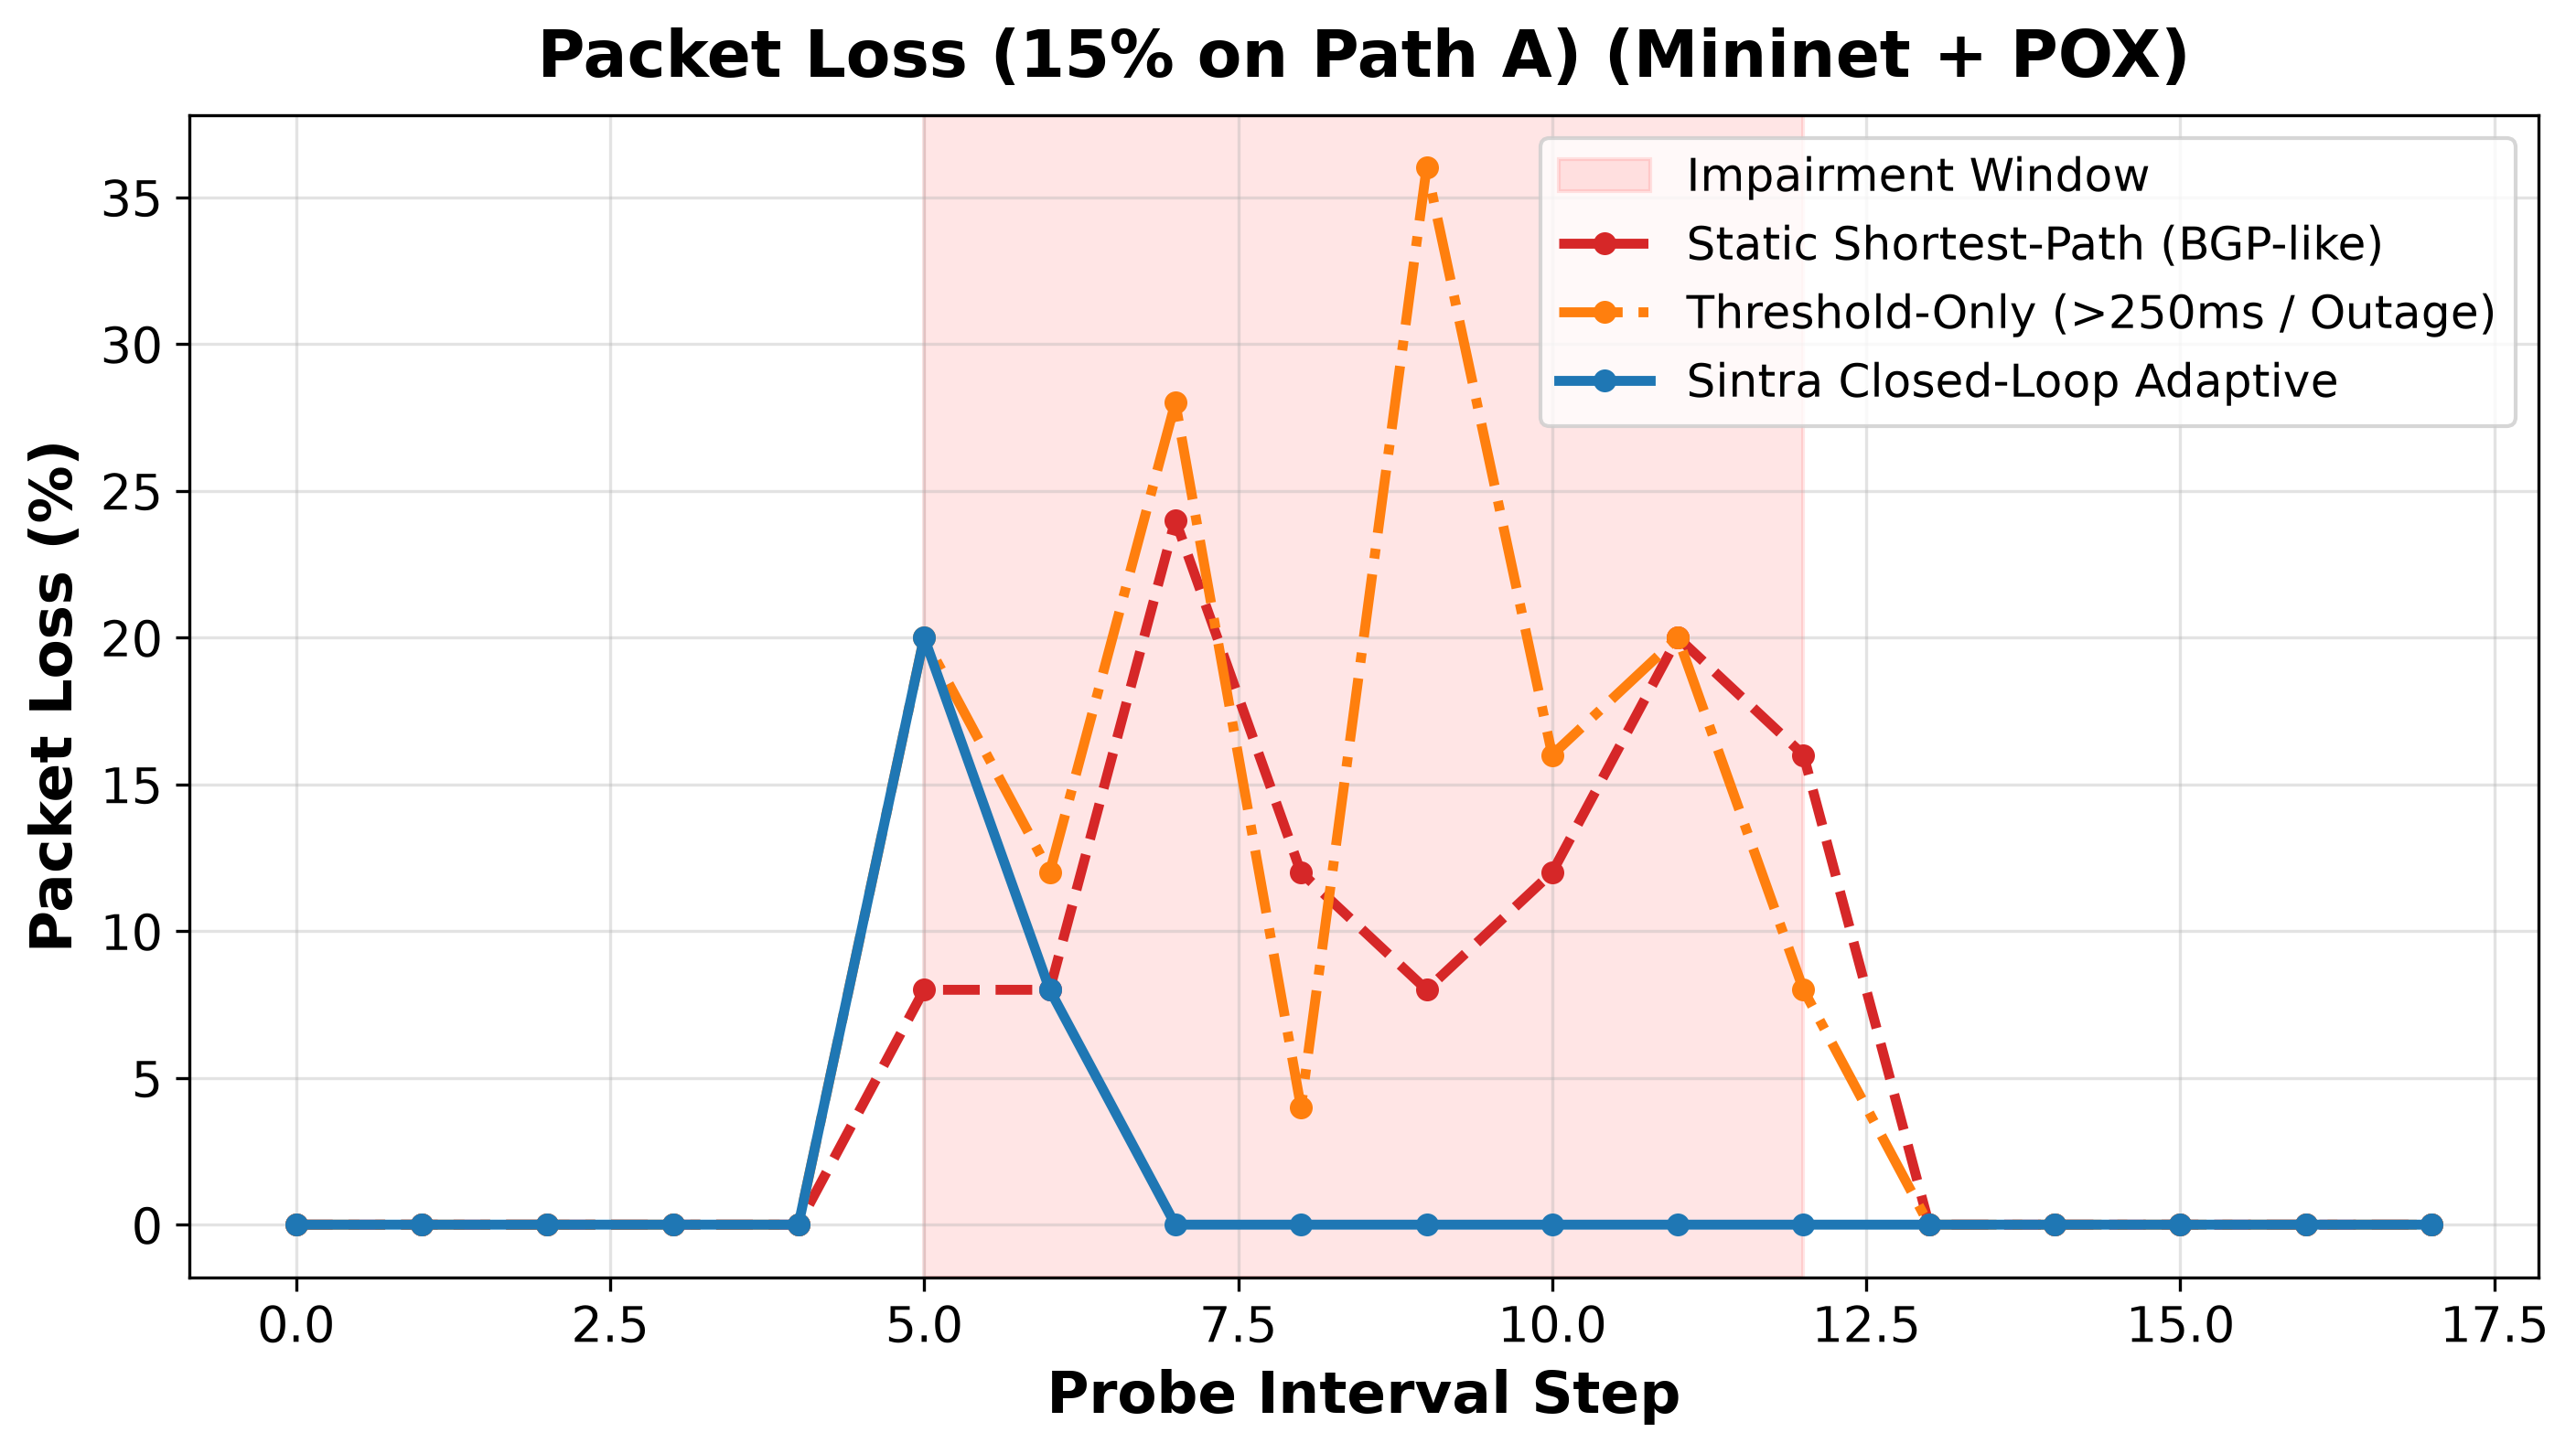 Packet Loss (15% on Path A) (Mininet + POX)
Impairment Window
Static Shortest-Path (BGP-like)
Threshold-Only (>250ms / Outage)
Sintra Closed-Loop Adaptive
Packet Loss (%)
35
30
25
20
15
10
5
0
0.0 2.5 5.0 7.5 10.0 12.5 15.0 17.5
Probe Interval Step